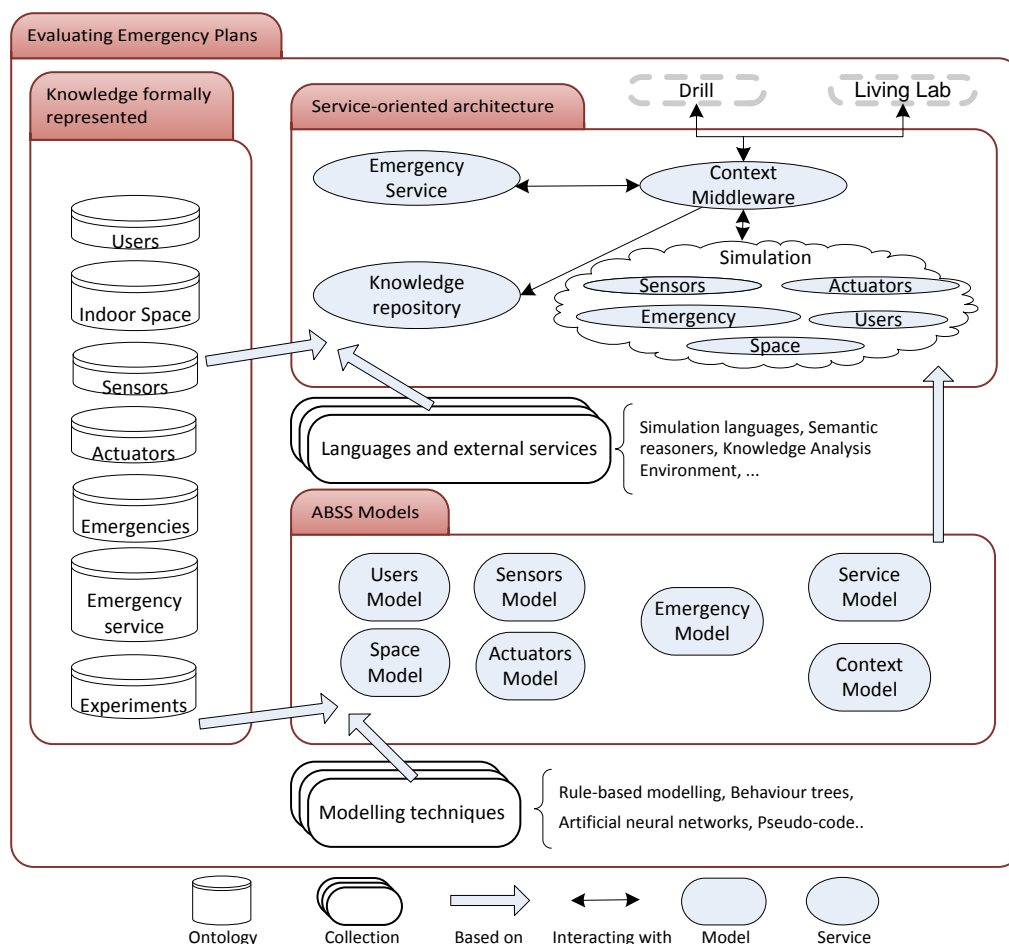 Evaluating Emergency Plans
Knowledge formally
represented
Users
Indoor Space
Sensors
Actuators
Emergencies
Emergency
service
Experiments
Service-oriented architecture
Drill
Living Lab
Emergency
Service
Context
Middleware
Knowledge
repository
Simulation
Sensors
Actuators
Emergency
Users
Space
Languages and external services
Simulation languages, Semantic
reasoners, Knowledge Analysis
Environment, ...
ABSS Models
Users
Model
Sensors
Model
Space
Model
Actuators
Model
Emergency
Model
Service
Model
Context
Model
Modelling techniques
Rule-based modelling, Behaviour trees,
Artificial neural networks, Pseudo-code..
Ontology
Collection
Based on
Interacting with
Model
Service